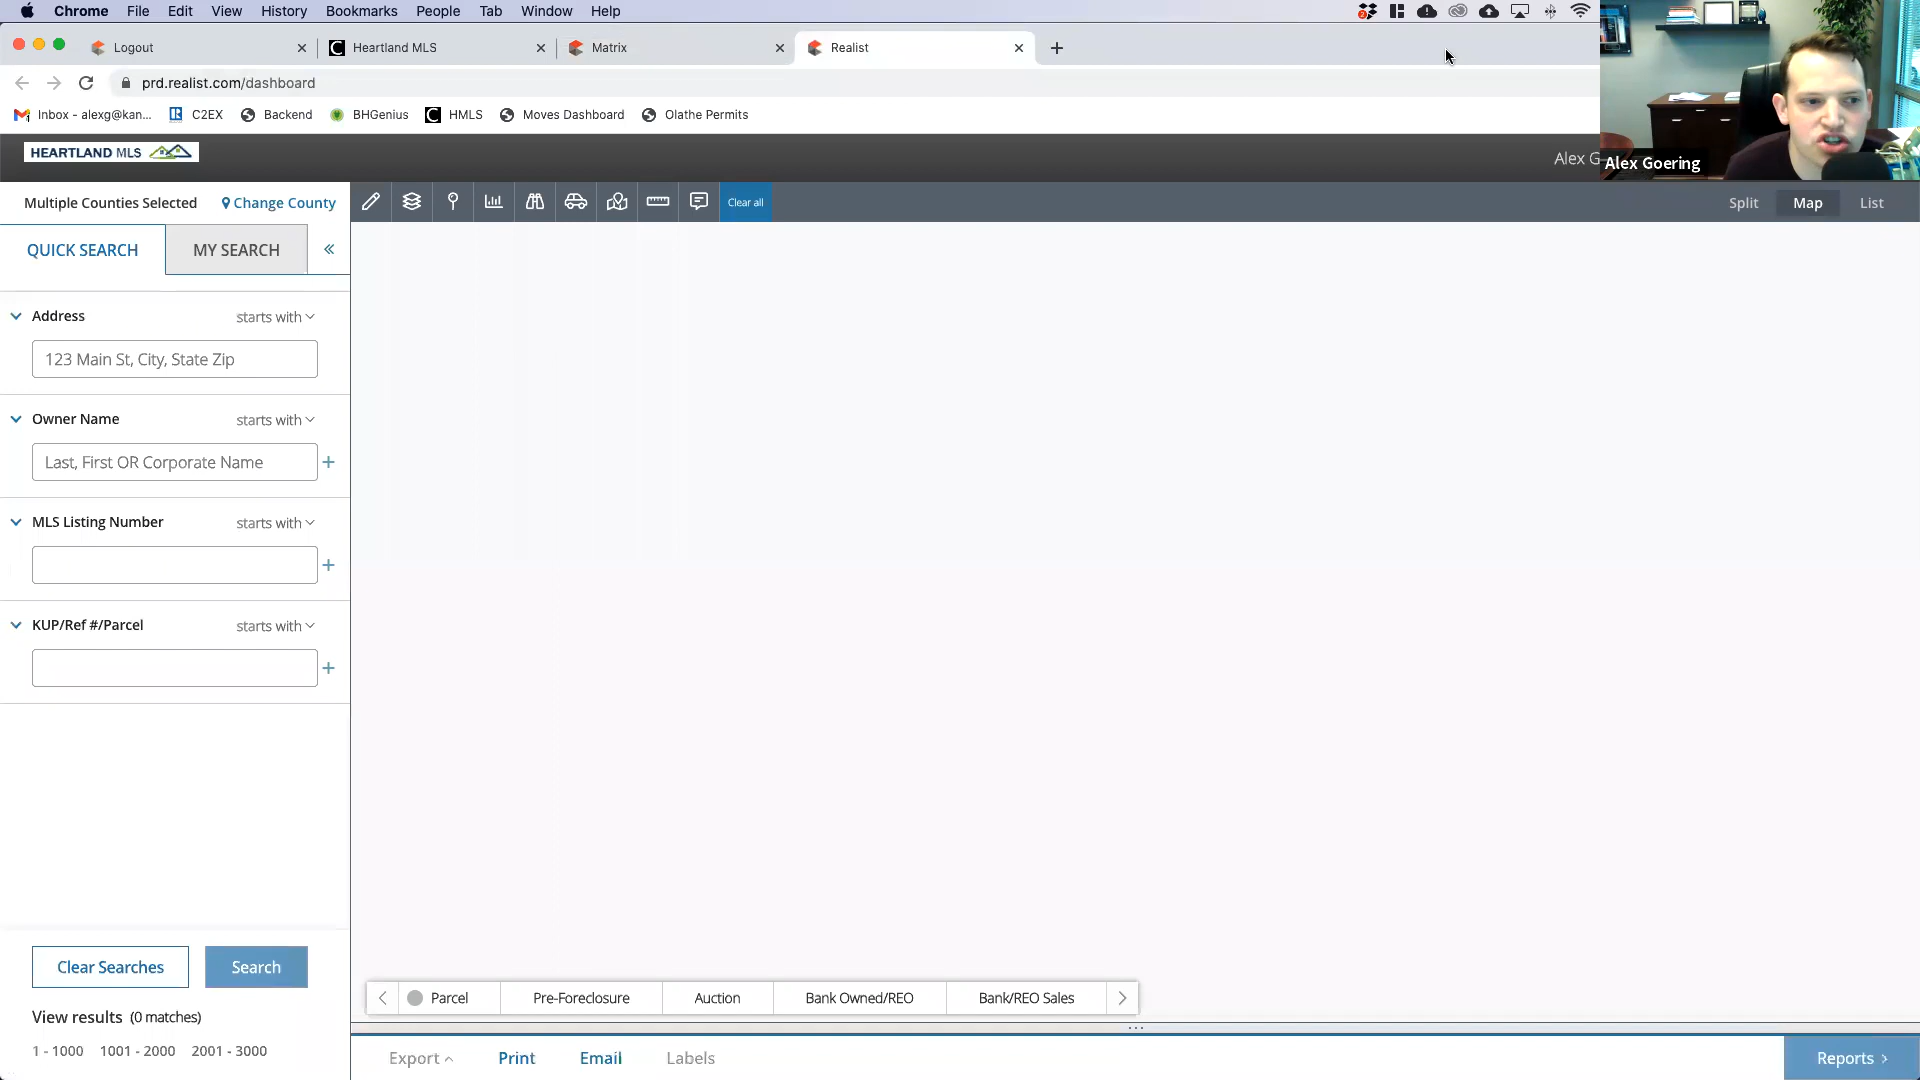 Chrome File Edit View History Bookmarks People Tab Window Help
Logout Heartland MLS Matrix Realist
prd.realist.com/dashboard
Inbox - alexg@kan... C2EX Backend BHGenius HMLS Moves Dashboard Olathe Permits
HEARTLAND MLS
Alex G
Alex Goering
Multiple Counties Selected Change County
Clear all
Split Map List
QUICK SEARCH MY SEARCH
Address starts with
123 Main St, City, State Zip
Owner Name starts with
Last, First OR Corporate Name
MLS Listing Number starts with
KUP/Ref #/Parcel starts with
Clear Searches Search
Parcel Pre-Foreclosure Auction Bank Owned/REO Bank/REO Sales
View results (0 matches)
1 - 1000 1001 - 2000 2001 - 3000
Export Print Email Labels
Reports